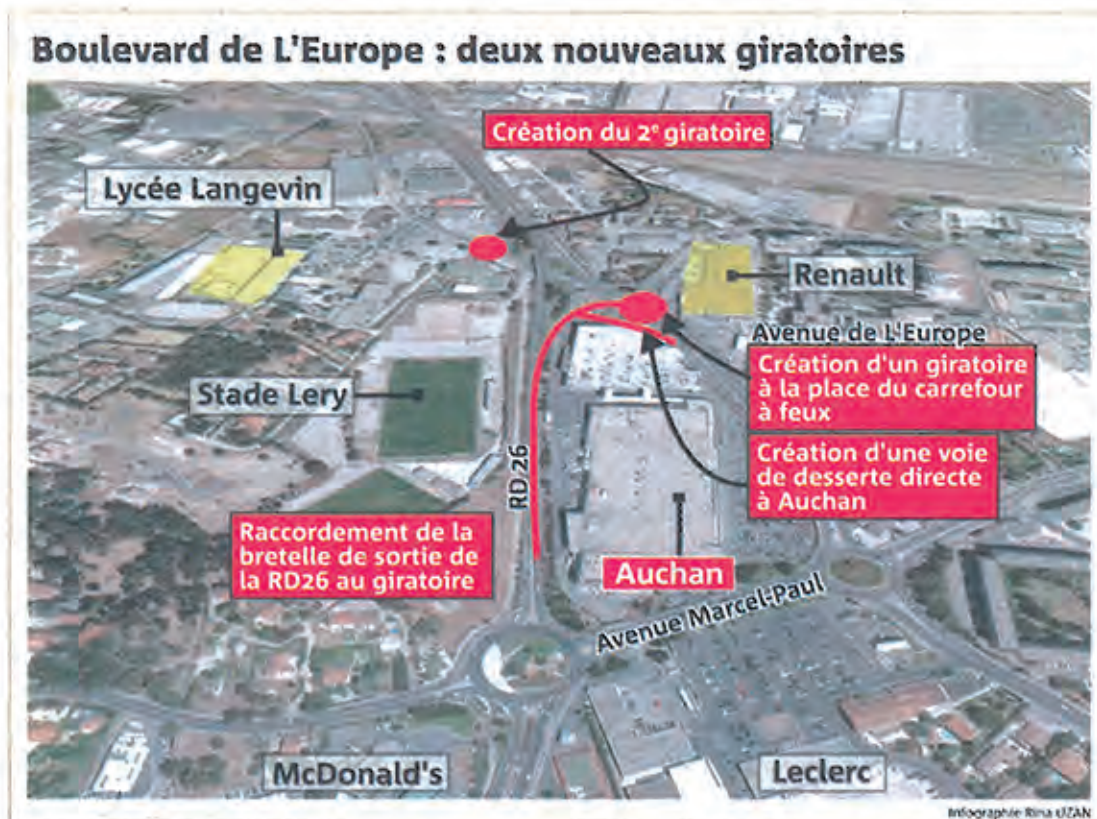 Boulevard de L'Europe : deux nouveaux giratoires
Création du 2e giratoire
Lycée Langevin
Renault
Avenue de L'Europe
Création d'un giratoire
à la place du carrefour
à feux
Stade Lery
Création d'une voie
de desserte directe
à Auchan
RD 26
Raccordement de la
bretelle de sortie de
la RD26 au giratoire
Auchan
Avenue Marcel-Paul
McDonald's
Leclerc
Infographie Rina UZAN